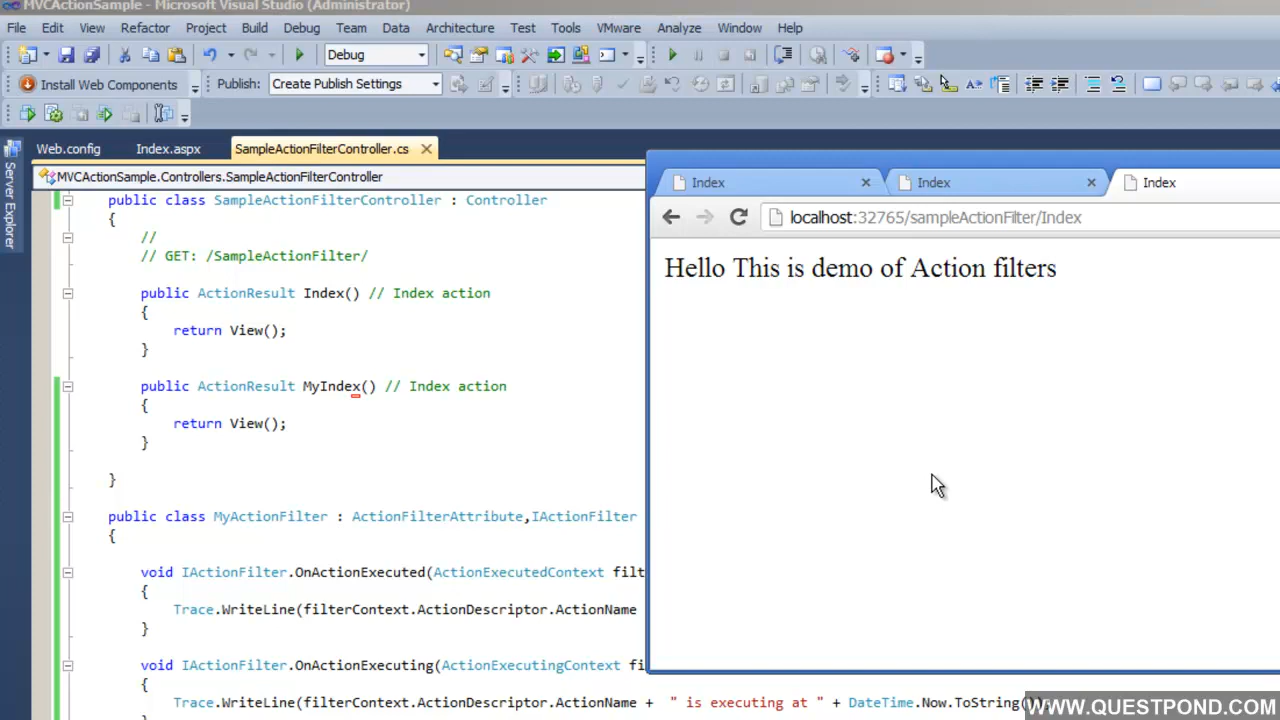 MVCActionSample - Microsoft Visual Studio (Administrator)
File Edit View Refactor Project Build Debug Team Data Architecture Test Tools VMware Analyze Window Help
Debug
Install Web Components Publish: Create Publish Settings
Server Explorer
Web.config Index.aspx SampleActionFilterController.cs
MVCActionSample.Controllers.SampleActionFilterController
public class SampleActionFilterController : Controller
{
//
// GET: /SampleActionFilter/
public ActionResult Index() // Index action
{
return View();
}
public ActionResult MyIndex() // Index action
{
return View();
}
}
public class MyActionFilter : ActionFilterAttribute,IActionFilter
{
void IActionFilter.OnActionExecuted(ActionExecutedContext filt
{
Trace.WriteLine(filterContext.ActionDescriptor.ActionName
}
void IActionFilter.OnActionExecuting(ActionExecutingContext fi
{
Trace.WriteLine(filterContext.ActionDescriptor.ActionName + " is executing at " + DateTime.Now.ToString());
}
Index Index Index
localhost:32765/sampleActionFilter/Index
Hello This is demo of Action filters
WWW.QUESTPOND.COM